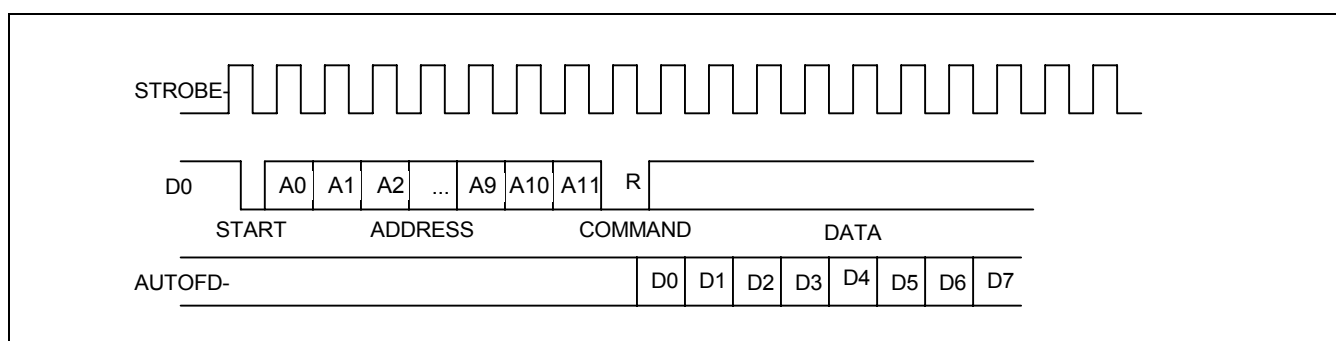 STROBE-
D0 A0 A1 A2 ... A9 A10 A11 R
START ADDRESS COMMAND DATA
AUTOFD- D0 D1 D2 D3 D4 D5 D6 D7